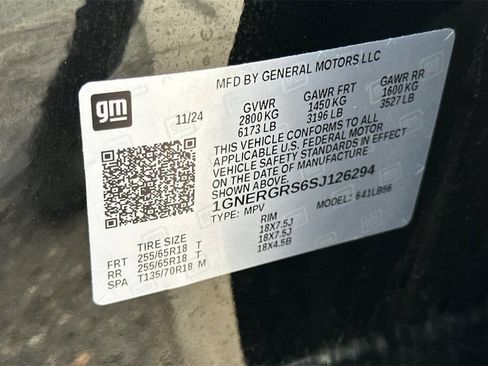 gm
MFD BY GENERAL MOTORS LLC
11/24
GVWR GAWR FRT GAWR RR
2800 KG 1450 KG 1600 KG
6173 LB 3196 LB 3527 LB
THIS VEHICLE CONFORMS TO ALL
APPLICABLE U.S. FEDERAL MOTOR
VEHICLE SAFETY STANDARDS IN EFFECT
ON THE DATE OF MANUFACTURE
SHOWN ABOVE.
1GNERGRS6SJ126294
TYPE: MPV MODEL: 641LB56
TIRE SIZE RIM
FRT 255/65R18 T 18X7.5J
RR 255/65R18 T 18X7.5J
SPA T135/70R18 M 18X4.5B